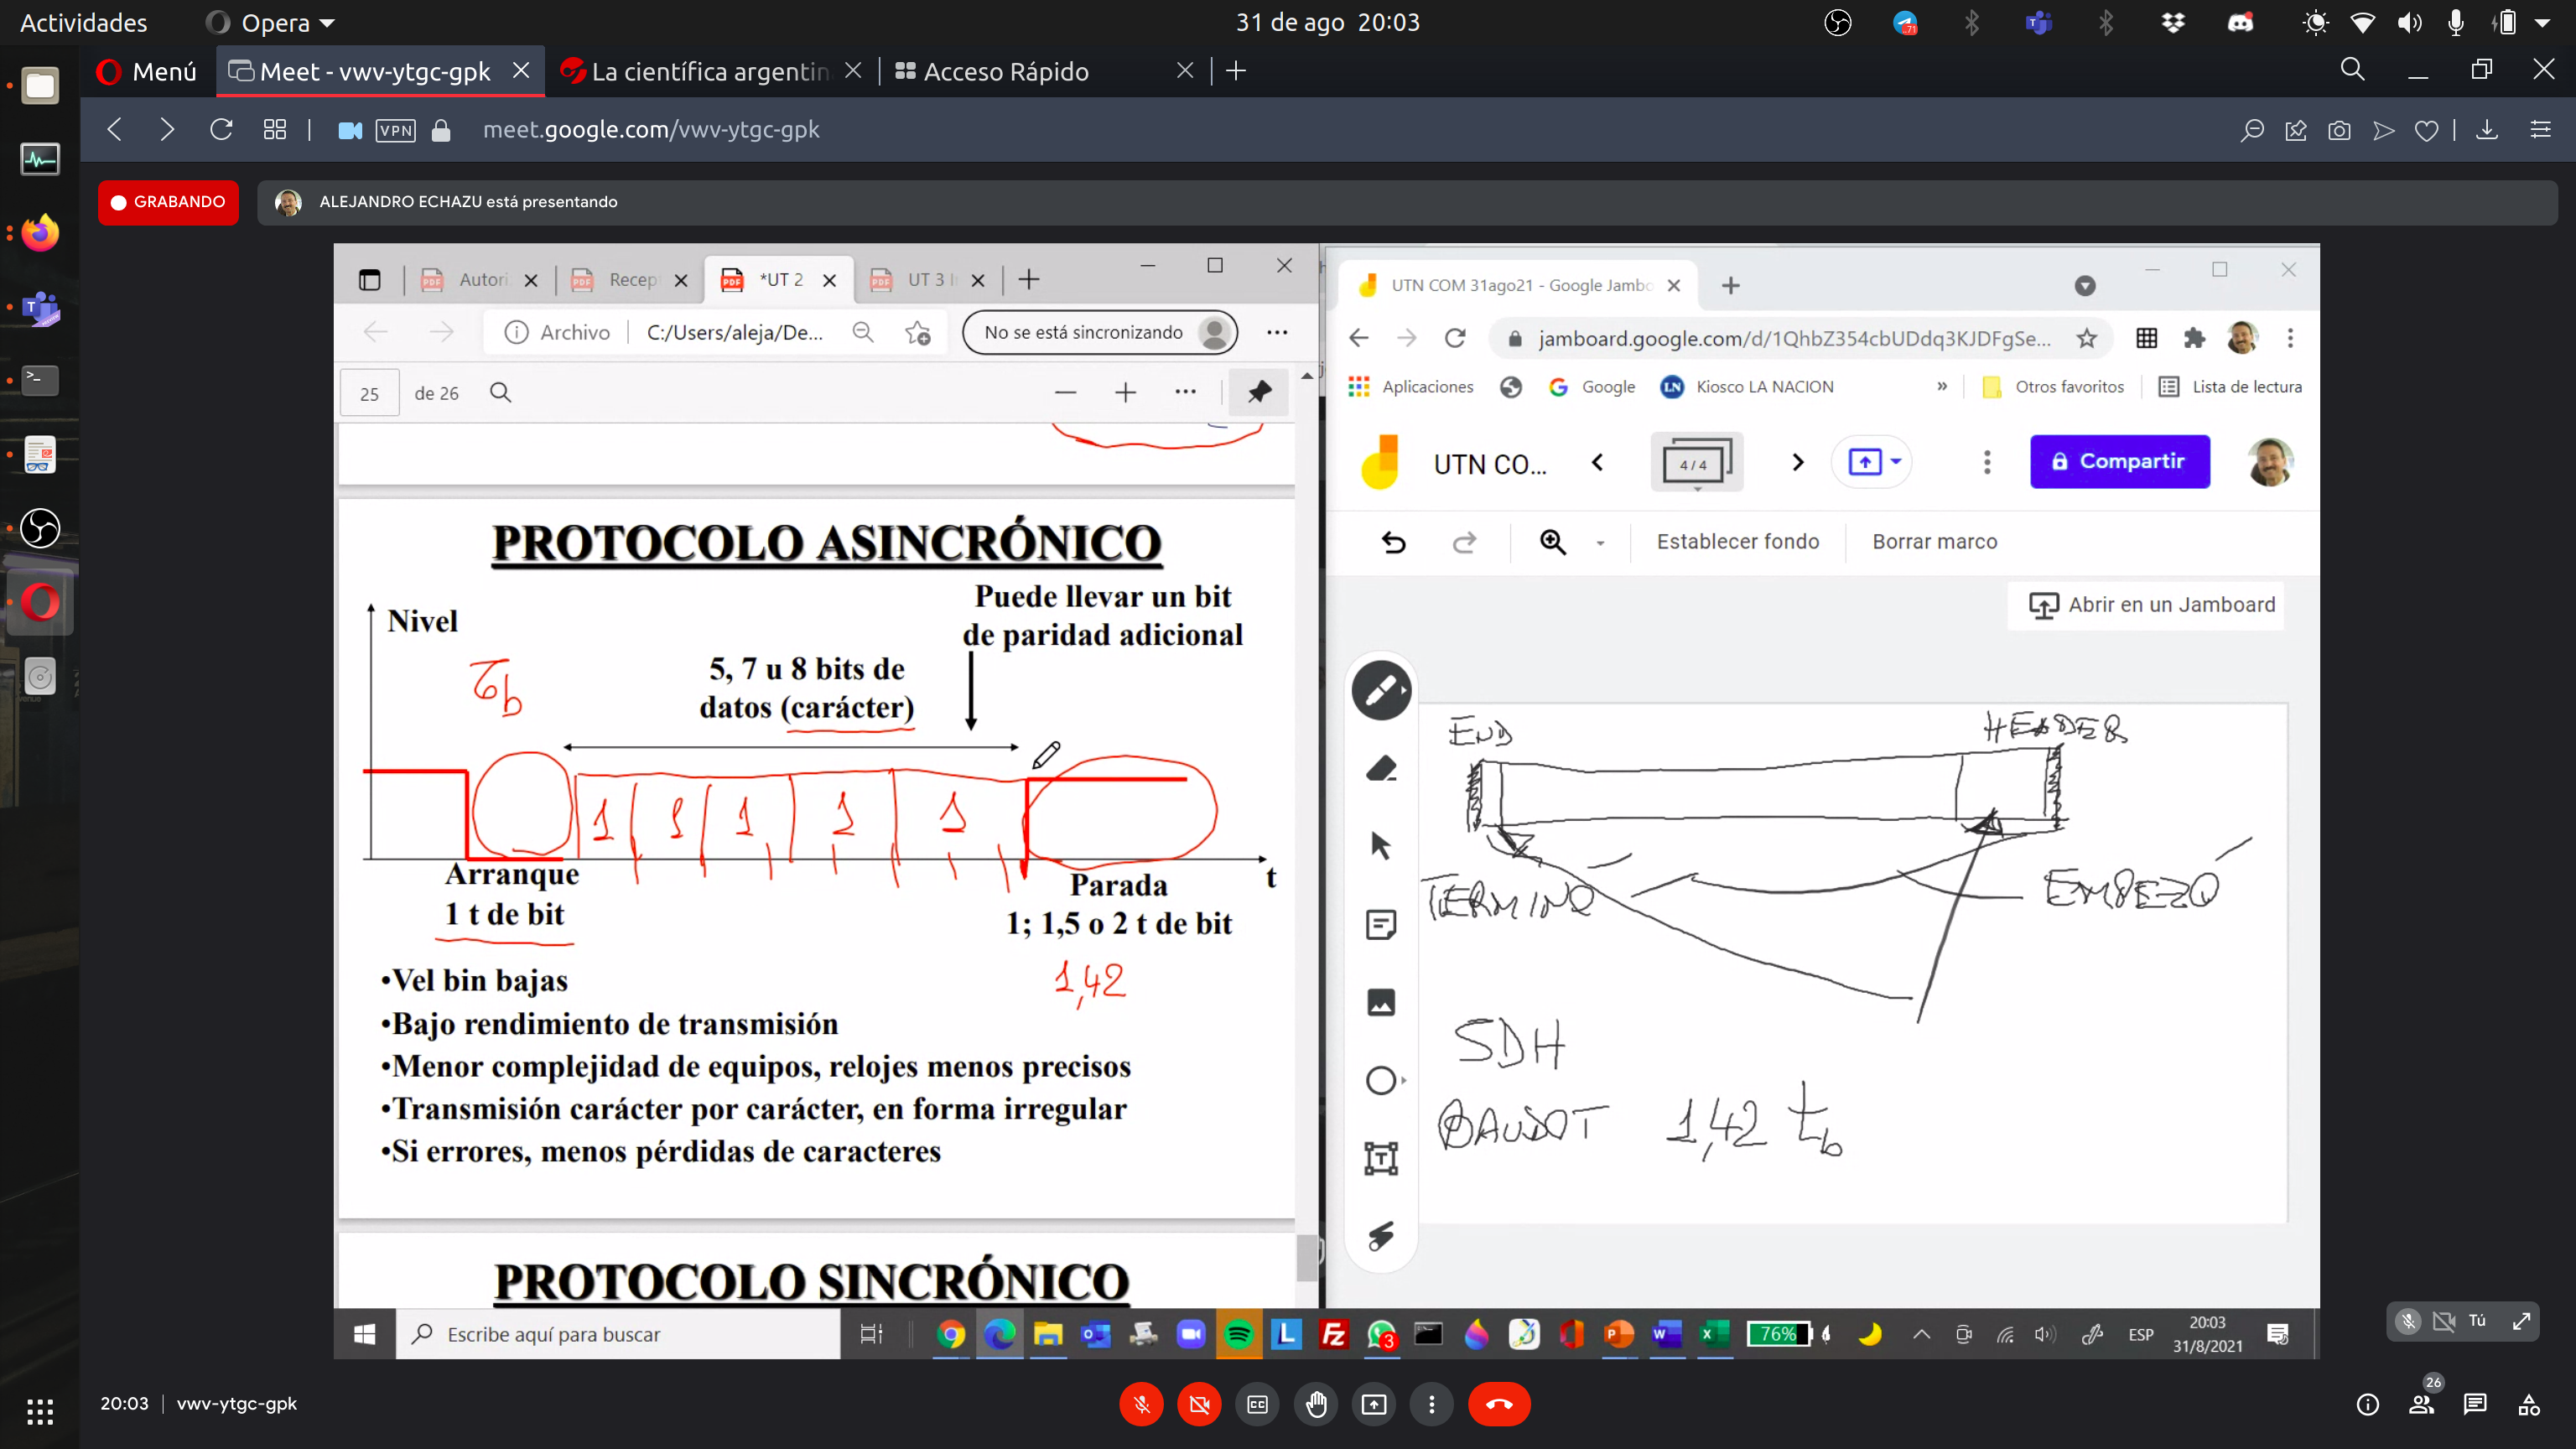 Actividades
Opera
31 de ago 20:03
71
Menú
Meet - vwv-ytgc-gpk
La científica argentin
Acceso Rápido
VPN
meet.google.com/vwv-ytgc-gpk
GRABANDO
ALEJANDRO ECHAZU está presentando
Autori
Recep
*UT 2
UT 3 I
Archivo
C:/Users/aleja/De...
No se está sincronizando
25
de 26
PROTOCOLO ASINCRÓNICO
Puede llevar un bit
de paridad adicional
Nivel
5, 7 u 8 bits de
datos (carácter)
τb
1 1 1 1 1
Arranque
1 t de bit
Parada
1; 1,5 o 2 t de bit
t
1,42
•Vel bin bajas
•Bajo rendimiento de transmisión
•Menor complejidad de equipos, relojes menos precisos
•Transmisión carácter por carácter, en forma irregular
•Si errores, menos pérdidas de caracteres
PROTOCOLO SINCRÓNICO
UTN COM 31ago21 - Google Jambo
jamboard.google.com/d/1QhbZ354cbUDdq3KJDFgSe...
Aplicaciones
Google
LN
Kiosco LA NACION
»
Otros favoritos
Lista de lectura
UTN CO...
4 / 4
Compartir
Establecer fondo
Borrar marco
Abrir en un Jamboard
END
HEADER
TERMINO
EMPEZÓ
SDH
BAUDOT 1,42 tb
Escribe aquí para buscar
3
76%
ESP
20:03
31/8/2021
Tú
20:03
vwv-ytgc-gpk
26